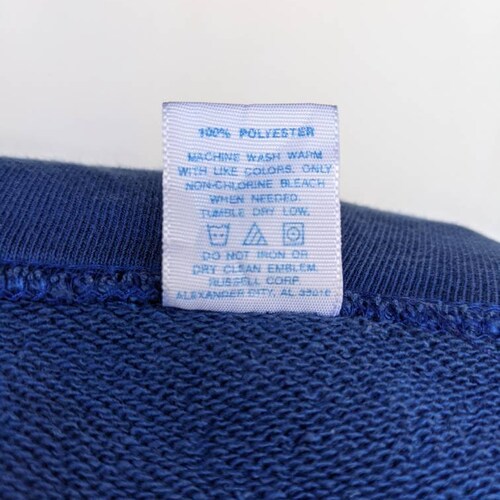 100% POLYESTER
MACHINE WASH WARM
WITH LIKE COLORS. ONLY
NON-CHLORINE BLEACH
WHEN NEEDED.
TUMBLE DRY LOW.
DO NOT IRON OR
DRY CLEAN EMBLEM.
RUSSELL CORP.
ALEXANDER CITY, AL 35010